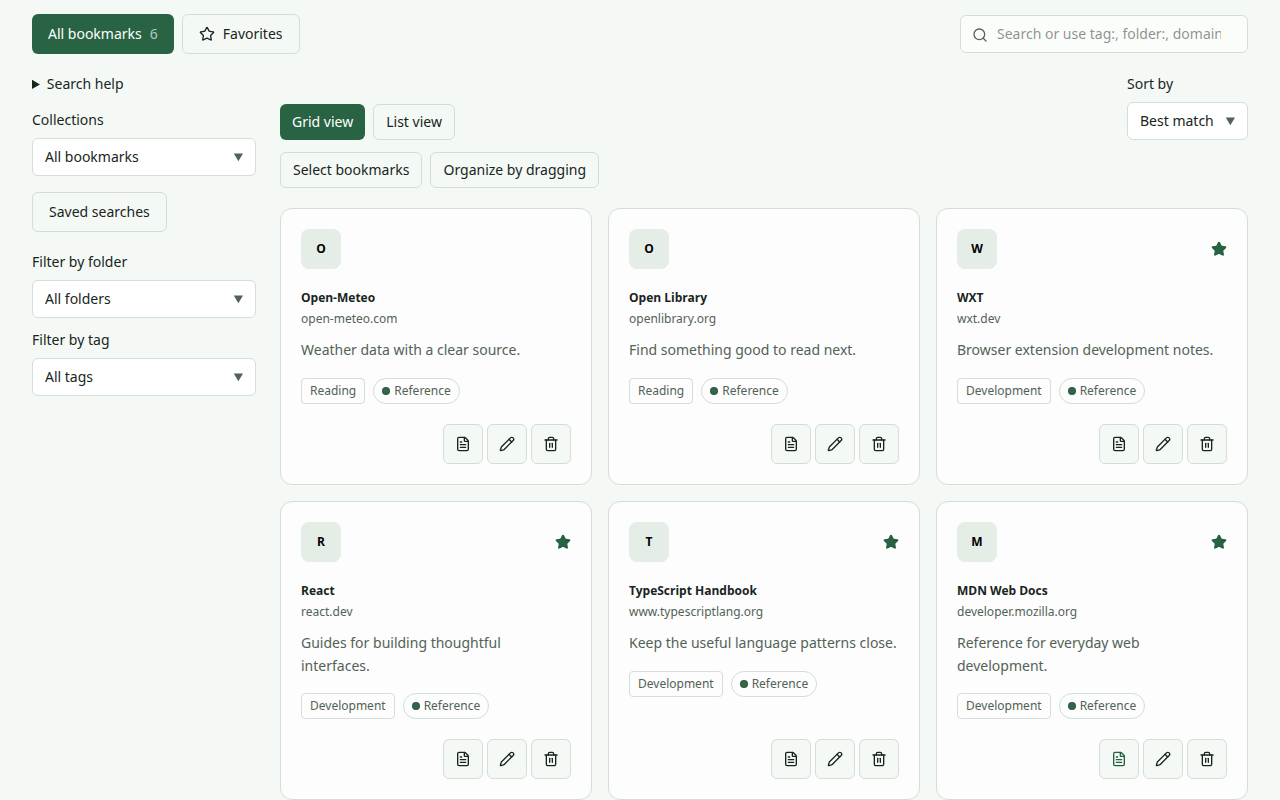 All bookmarks 6
Favorites
Search or use tag:, folder:, domain
Search help
Sort by
Collections
Grid view
List view
Best match
All bookmarks
Select bookmarks
Organize by dragging
Saved searches
Filter by folder
All folders
Filter by tag
All tags
O
Open-Meteo
open-meteo.com
Weather data with a clear source.
Reading
Reference
O
Open Library
openlibrary.org
Find something good to read next.
Reading
Reference
W
WXT
wxt.dev
Browser extension development notes.
Development
Reference
R
React
react.dev
Guides for building thoughtful
interfaces.
Development
Reference
T
TypeScript Handbook
www.typescriptlang.org
Keep the useful language patterns close.
Development
Reference
M
MDN Web Docs
developer.mozilla.org
Reference for everyday web
development.
Development
Reference